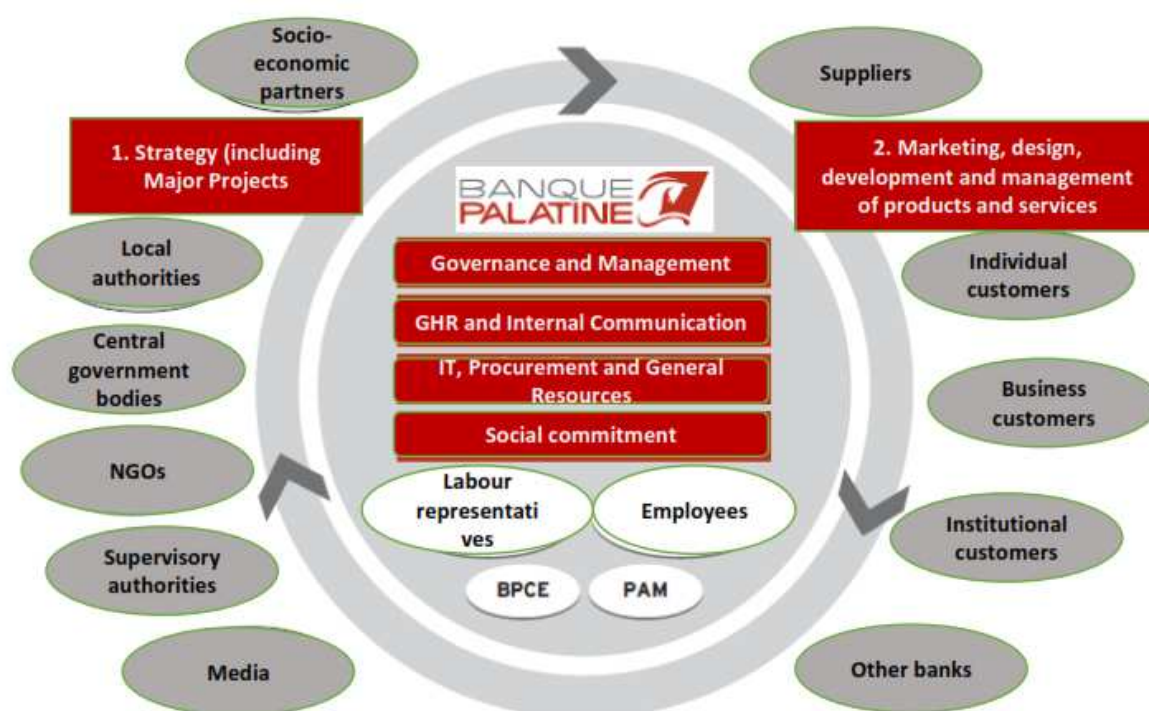 Socio-
economic
partners
Suppliers
1. Strategy (including
Major Projects
2. Marketing, design,
development and management
of products and services
BANQUE
PALATINE
Local
authorities
Governance and Management
Individual
customers
GHR and Internal Communication
Central
government
bodies
IT, Procurement and General
Resources
Business
customers
Social commitment
NGOs
Labour
representati
ves
Employees
Institutional
customers
Supervisory
authorities
BPCE
PAM
Media
Other banks